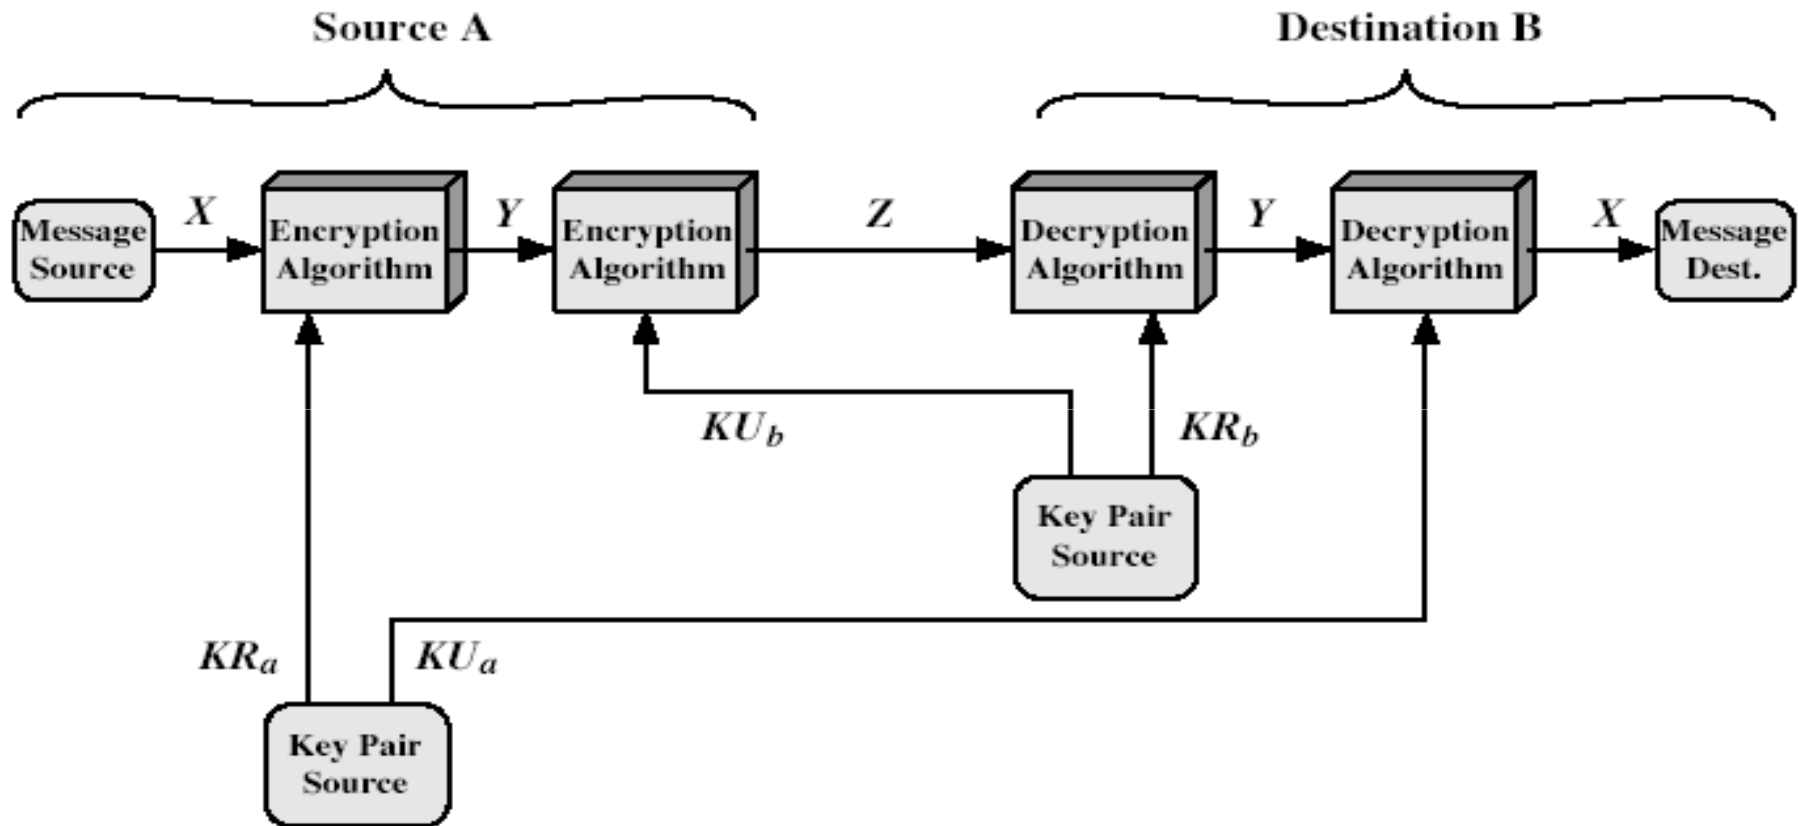 Source A
Destination B
Message
Source
X
Encryption
Algorithm
Y
Encryption
Algorithm
Z
Decryption
Algorithm
Y
Decryption
Algorithm
X
Message
Dest.
KUb
KRb
Key Pair
Source
KRa
KUa
Key Pair
Source